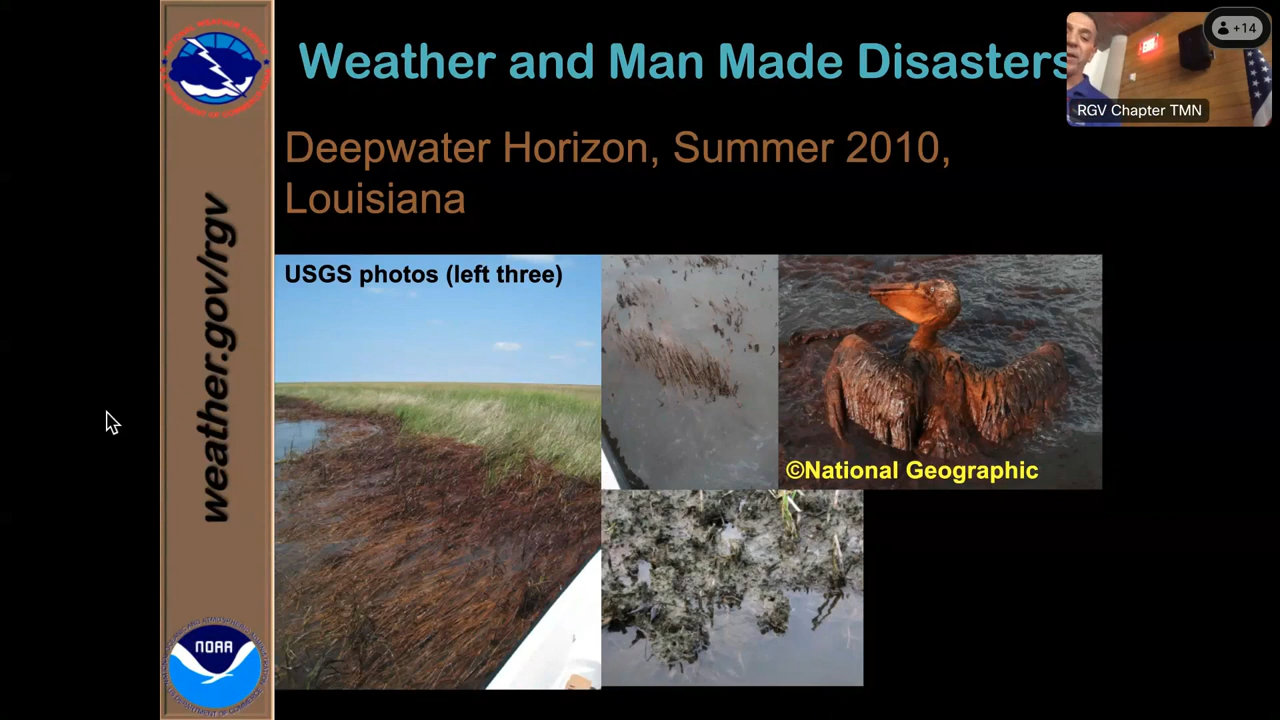 Weather and Man Made Disasters
+14
RGV Chapter TMN
Deepwater Horizon, Summer 2010,
Louisiana
weather.gov/rgv
USGS photos (left three)
©National Geographic
NOAA